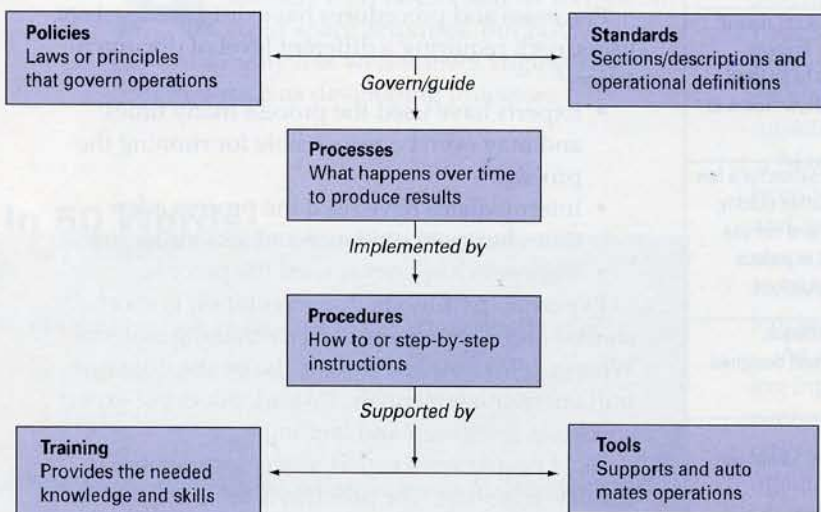 Policies
Laws or principles
that govern operations
Standards
Sections/descriptions and
operational definitions
Govern/guide
Processes
What happens over time
to produce results
Implemented by
Procedures
How to or step-by-step
instructions
Supported by
Training
Provides the needed
knowledge and skills
Tools
Supports and auto
mates operations